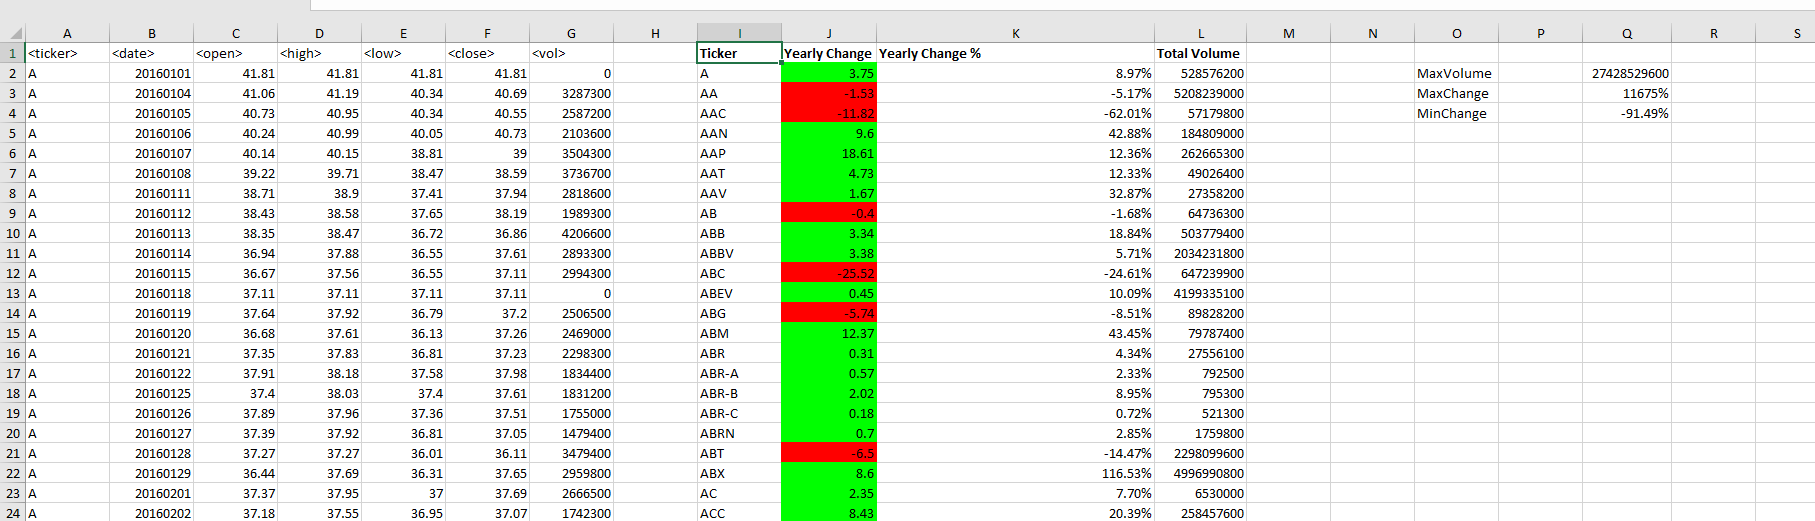 A B C D E F G H I J K L M N O P Q R S
1 <ticker> <date> <open> <high> <low> <close> <vol> Ticker Yearly Change Yearly Change % Total Volume
2 A 20160101 41.81 41.81 41.81 41.81 0 A 3.75 8.97% 528576200 MaxVolume 27428529600
3 A 20160104 41.06 41.19 40.34 40.69 3287300 AA -1.53 -5.17% 5208239000 MaxChange 11675%
4 A 20160105 40.73 40.95 40.34 40.55 2587200 AAC -11.82 -62.01% 57179800 MinChange -91.49%
5 A 20160106 40.24 40.99 40.05 40.73 2103600 AAN 9.6 42.88% 184809000
6 A 20160107 40.14 40.15 38.81 39 3504300 AAP 18.61 12.36% 262665300
7 A 20160108 39.22 39.71 38.47 38.59 3736700 AAT 4.73 12.33% 49026400
8 A 20160111 38.71 38.9 37.41 37.94 2818600 AAV 1.67 32.87% 27358200
9 A 20160112 38.43 38.58 37.65 38.19 1989300 AB -0.4 -1.68% 64736300
10 A 20160113 38.35 38.47 36.72 36.86 4206600 ABB 3.34 18.84% 503779400
11 A 20160114 36.94 37.88 36.55 37.61 2893300 ABBV 3.38 5.71% 2034231800
12 A 20160115 36.67 37.56 36.55 37.11 2994300 ABC -25.52 -24.61% 647239900
13 A 20160118 37.11 37.11 37.11 37.11 0 ABEV 0.45 10.09% 4199335100
14 A 20160119 37.64 37.92 36.79 37.2 2506500 ABG -5.74 -8.51% 89828200
15 A 20160120 36.68 37.61 36.13 37.26 2469000 ABM 12.37 43.45% 79787400
16 A 20160121 37.35 37.83 36.81 37.23 2298300 ABR 0.31 4.34% 27556100
17 A 20160122 37.91 38.18 37.58 37.98 1834400 ABR-A 0.57 2.33% 792500
18 A 20160125 37.4 38.03 37.4 37.61 1831200 ABR-B 2.02 8.95% 795300
19 A 20160126 37.89 37.96 37.36 37.51 1755000 ABR-C 0.18 0.72% 521300
20 A 20160127 37.39 37.92 36.81 37.05 1479400 ABRN 0.7 2.85% 1759800
21 A 20160128 37.27 37.27 36.01 36.11 3479400 ABT -6.5 -14.47% 2298099600
22 A 20160129 36.44 37.69 36.31 37.65 2959800 ABX 8.6 116.53% 4996990800
23 A 20160201 37.37 37.95 37 37.69 2666500 AC 2.35 7.70% 6530000
24 A 20160202 37.18 37.55 36.95 37.07 1742300 ACC 8.43 20.39% 258457600